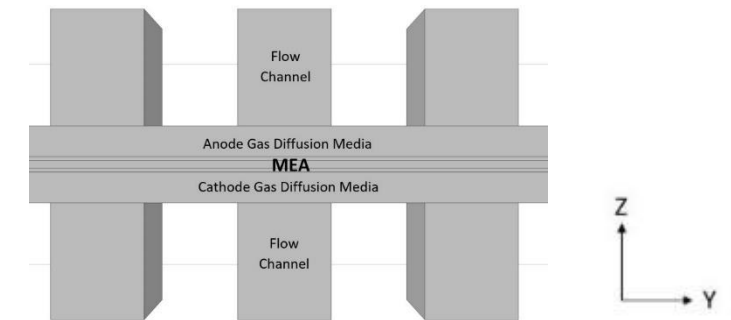 Flow
Channel
Anode Gas Diffusion Media
MEA
Cathode Gas Diffusion Media
Flow
Channel
Z
Y